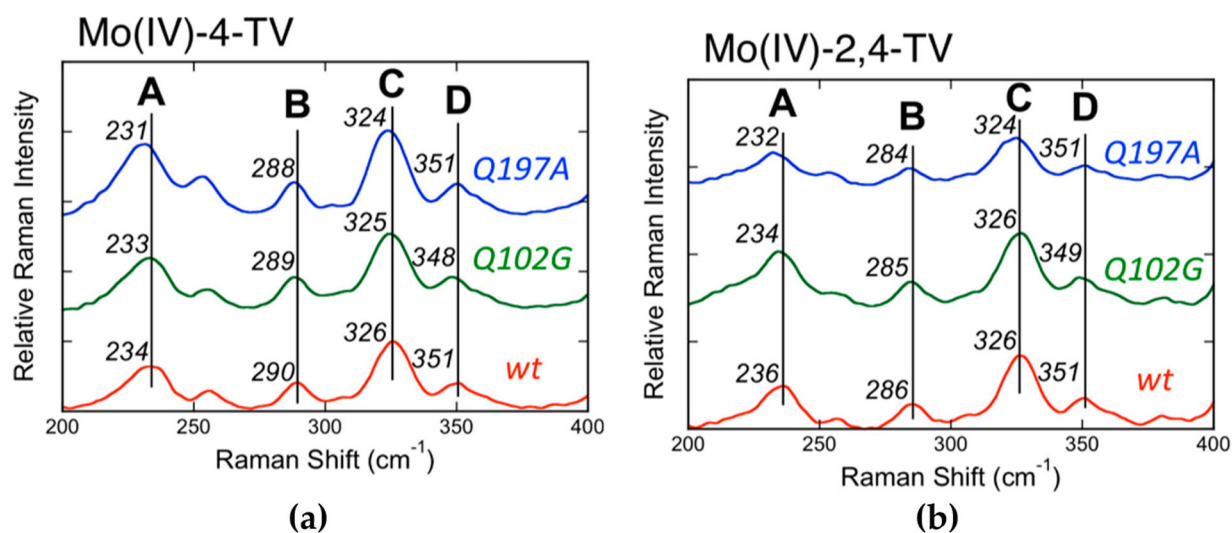 Mo(IV)-4-TV
Relative Raman Intensity
A
B
C
D
231
288
324
351
Q197A
233
289
325
348
Q102G
234
290
326
351
wt
200
250
300
350
400
Raman Shift (cm⁻¹)
(a)
Mo(IV)-2,4-TV
Relative Raman Intensity
A
B
C
D
232
284
324
351
Q197A
234
285
326
349
Q102G
236
286
326
351
wt
200
250
300
350
400
Raman Shift (cm⁻¹)
(b)